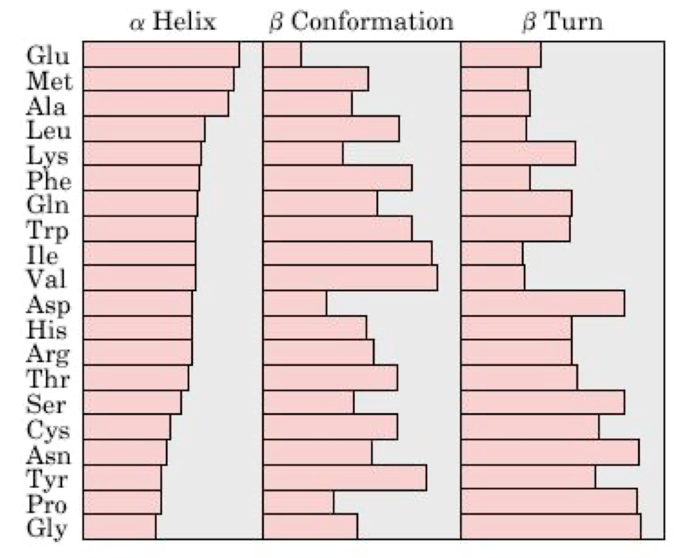 α Helix β Conformation β Turn
Glu
Met
Ala
Leu
Lys
Phe
Gln
Trp
Ile
Val
Asp
His
Arg
Thr
Ser
Cys
Asn
Tyr
Pro
Gly